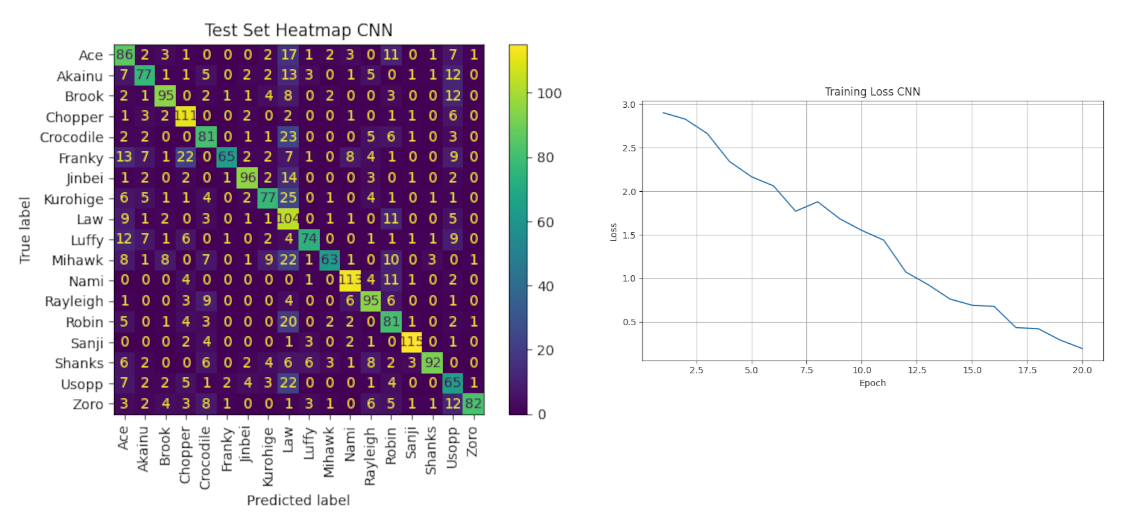 Test Set Heatmap CNN
True label
Ace 86 2 3 1 0 0 0 2 17 1 2 3 0 11 0 0 7 1
Akainu 7 77 1 1 5 0 2 2 13 3 0 1 5 0 1 1 12 0
Brook 2 1 95 0 2 1 1 4 8 0 2 0 0 3 0 0 12 0
Chopper 1 3 2 111 0 0 2 0 2 0 0 1 0 1 1 0 6 0
Crocodile 2 2 0 0 81 0 1 1 23 0 0 0 5 6 1 0 3 0
Franky 13 7 1 22 0 65 2 2 7 1 0 8 4 1 0 0 9 0
Jinbei 1 2 0 2 0 1 96 2 14 0 0 0 3 0 1 0 2 0
Kurohige 6 5 1 1 4 0 2 77 25 0 1 0 4 1 0 1 1 0
Law 9 1 2 0 3 0 1 1 104 0 1 0 0 11 0 0 5 0
Luffy 12 7 1 6 0 1 0 2 4 74 0 0 1 1 1 1 9 0
Mihawk 8 1 8 0 7 0 1 9 22 1 63 1 0 10 0 3 0 1
Nami 0 0 0 4 0 0 0 0 0 1 0 113 4 11 1 0 2 0
Rayleigh 1 0 0 3 9 0 0 0 4 0 0 6 95 6 0 0 1 0
Robin 5 0 1 4 3 0 0 0 20 0 2 2 0 81 0 0 2 1
Sanji 0 0 0 2 4 0 0 0 1 3 0 2 1 0 115 0 1 0
Shanks 6 2 0 0 6 0 2 4 6 6 3 1 8 2 3 92 0 0
Usopp 7 2 2 5 1 2 4 3 22 0 0 0 1 4 0 0 65 1
Zoro 3 2 4 3 8 1 0 0 1 3 1 0 6 5 1 1 12 82
Ace Akainu Brook Chopper Crocodile Franky Jinbei Kurohige Law Luffy Mihawk Nami Rayleigh Robin Sanji Shanks Usopp Zoro
Predicted label
100
80
60
40
20
0
Training Loss CNN
Loss
3.0
2.5
2.0
1.5
1.0
0.5
2.5 5.0 7.5 10.0 12.5 15.0 17.5 20.0
Epoch